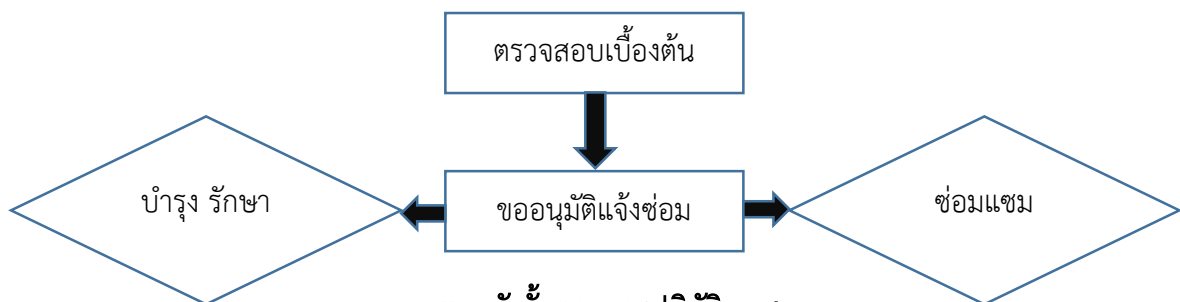 ตรวจสอบเบื้องต้น
บำรุง รักษา
ขออนุมัติแจ้งซ่อม
ซ่อมแซม